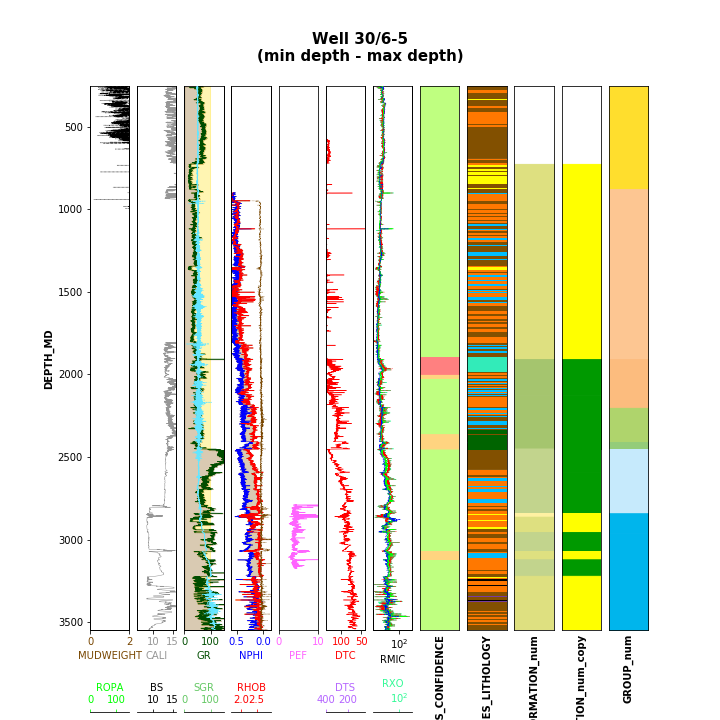 Well 30/6-5
(min depth - max depth)
DEPTH_MD
500
1000
1500
2000
2500
3000
3500
0 2 10 15 0 100 0.5 0.0 0 10 100 50 10²
MUDWEIGHT CALI GR NPHI PEF DTC RMIC
ROPA BS SGR RHOB DTS RXO
0 100 10 15 0 100 2.0 2.5 400 200 10²
S_CONFIDENCE
ES_LITHOLOGY
RMATION_num
TION_num_copy
GROUP_num